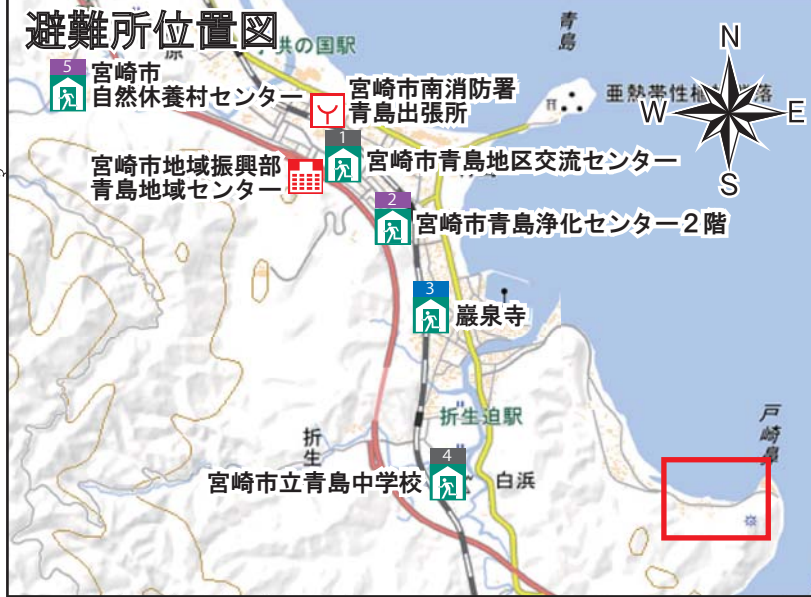 避難所位置図
共の国駅
青島
N
W
E
S
5
宮崎市
自然休養村センター
宮崎市南消防署
青島出張所
亜熱帯性植
落
1
宮崎市青島地区交流センター
宮崎市地域振興部
青島地域センター
2
宮崎市青島浄化センター2階
3
巖泉寺
折生迫駅
戸崎鼻
折生
4
宮崎市立青島中学校
白浜